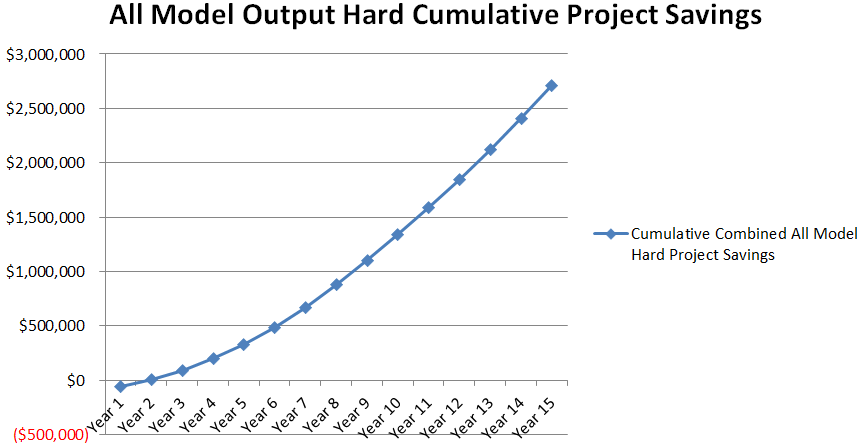 All Model Output Hard Cumulative Project Savings
$3,000,000
$2,500,000
$2,000,000
$1,500,000
$1,000,000
$500,000
$0
($500,000)
Year 1
Year 2
Year 3
Year 4
Year 5
Year 6
Year 7
Year 8
Year 9
Year 10
Year 11
Year 12
Year 13
Year 14
Year 15
Cumulative Combined All Model
Hard Project Savings